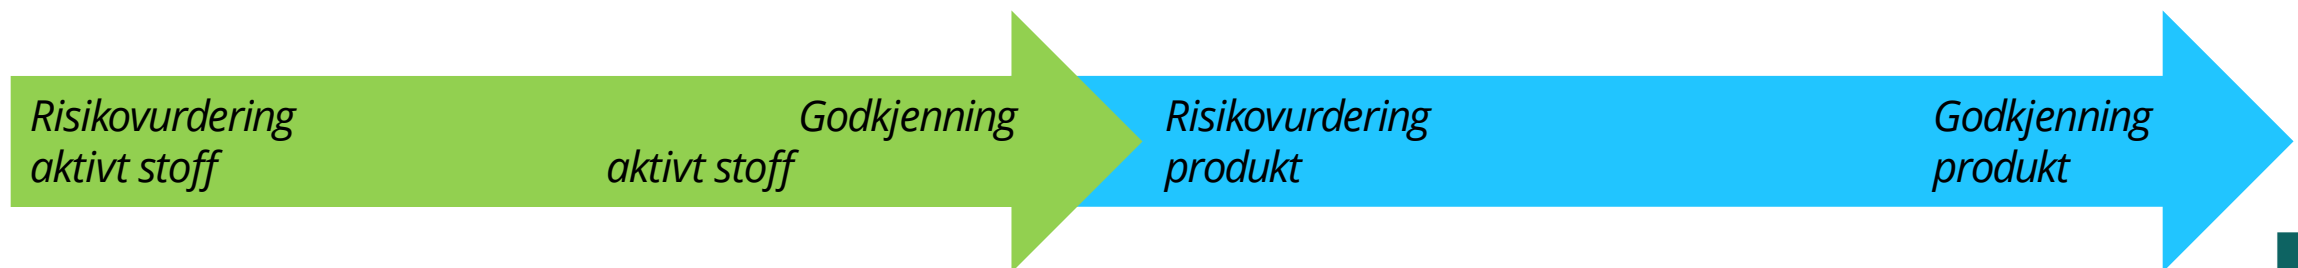 Risikovurdering
aktivt stoff
Godkjenning
aktivt stoff
Risikovurdering
produkt
Godkjenning
produkt